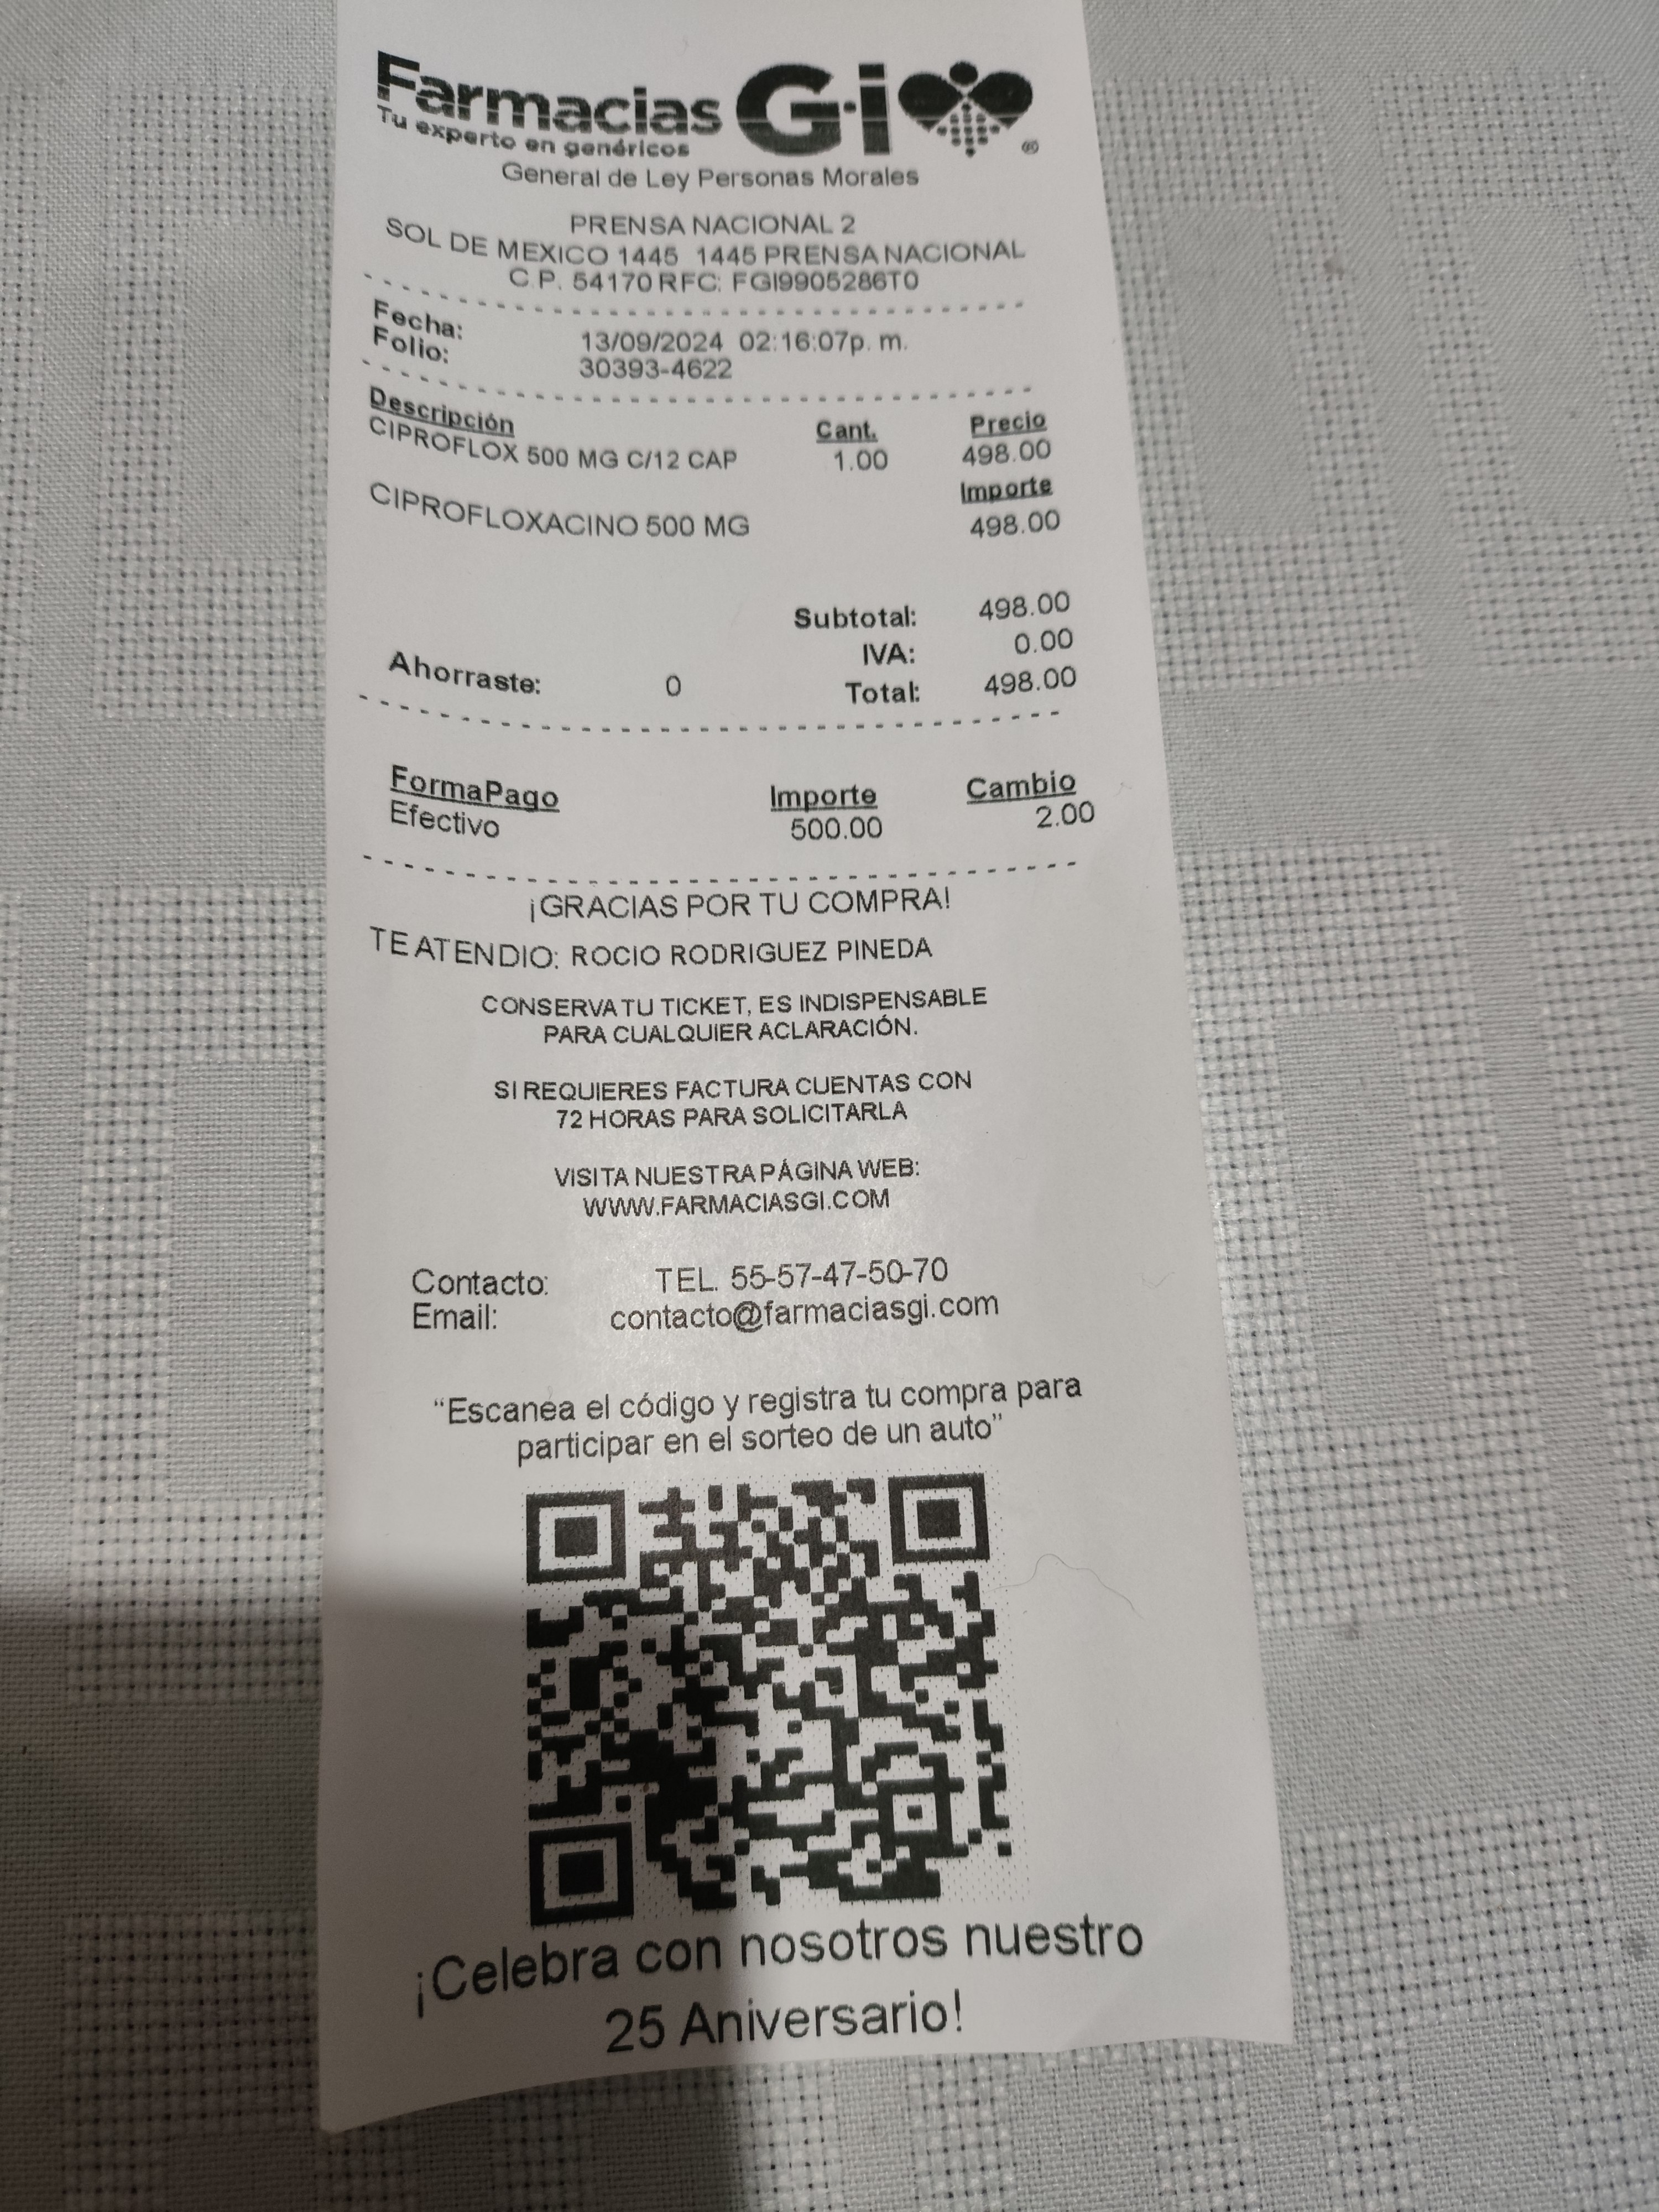 Farmacias Gi
Tu experto en genéricos
®
General de Ley Personas Morales
PRENSA NACIONAL 2
SOL DE MEXICO 1445 1445 PRENSA NACIONAL
C.P. 54170 RFC: FGI9905286T0
Fecha: 13/09/2024 02:16:07p. m.
Folio: 30393-4622
Descripción Cant. Precio
CIPROFLOX 500 MG C/12 CAP 1.00 498.00
Importe
CIPROFLOXACINO 500 MG 498.00
Subtotal: 498.00
IVA: 0.00
Ahorraste: 0 Total: 498.00
FormaPago Importe Cambio
Efectivo 500.00 2.00
¡GRACIAS POR TU COMPRA!
TE ATENDIO: ROCIO RODRIGUEZ PINEDA
CONSERVA TU TICKET, ES INDISPENSABLE
PARA CUALQUIER ACLARACIÓN.
SI REQUIERES FACTURA CUENTAS CON
72 HORAS PARA SOLICITARLA
VISITA NUESTRA PÁGINA WEB:
WWW.FARMACIASGI.COM
Contacto: TEL. 55-57-47-50-70
Email: contacto@farmaciasgi.com
“Escanea el código y registra tu compra para
participar en el sorteo de un auto”
¡Celebra con nosotros nuestro
25 Aniversario!